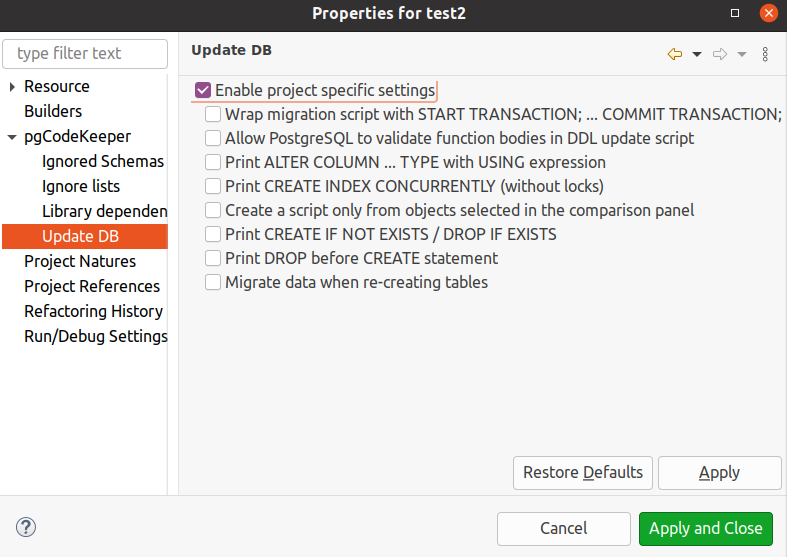 Properties for test2
type filter text
Resource
Builders
pgCodeKeeper
Ignored Schemas
Ignore lists
Library dependen
Update DB
Project Natures
Project References
Refactoring History
Run/Debug Settings
Update DB
Enable project specific settings
Wrap migration script with START TRANSACTION; ... COMMIT TRANSACTION;
Allow PostgreSQL to validate function bodies in DDL update script
Print ALTER COLUMN ... TYPE with USING expression
Print CREATE INDEX CONCURRENTLY (without locks)
Create a script only from objects selected in the comparison panel
Print CREATE IF NOT EXISTS / DROP IF EXISTS
Print DROP before CREATE statement
Migrate data when re-creating tables
Restore Defaults
Apply
?
Cancel
Apply and Close